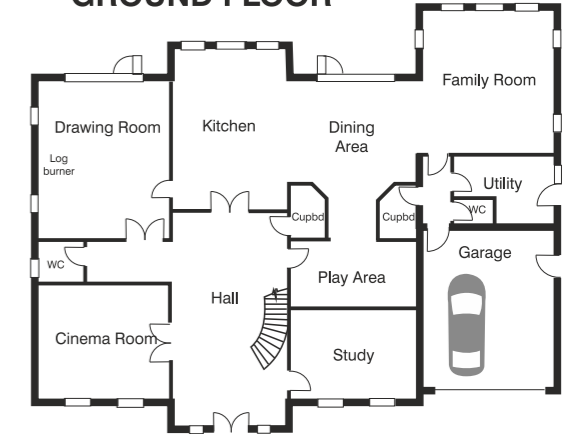 GROUND FLOOR
Family Room
Drawing Room
Kitchen
Dining
Area
Log
burner
Utility
Cupbd
Cupbd
WC
WC
Garage
Play Area
Hall
Cinema Room
Study